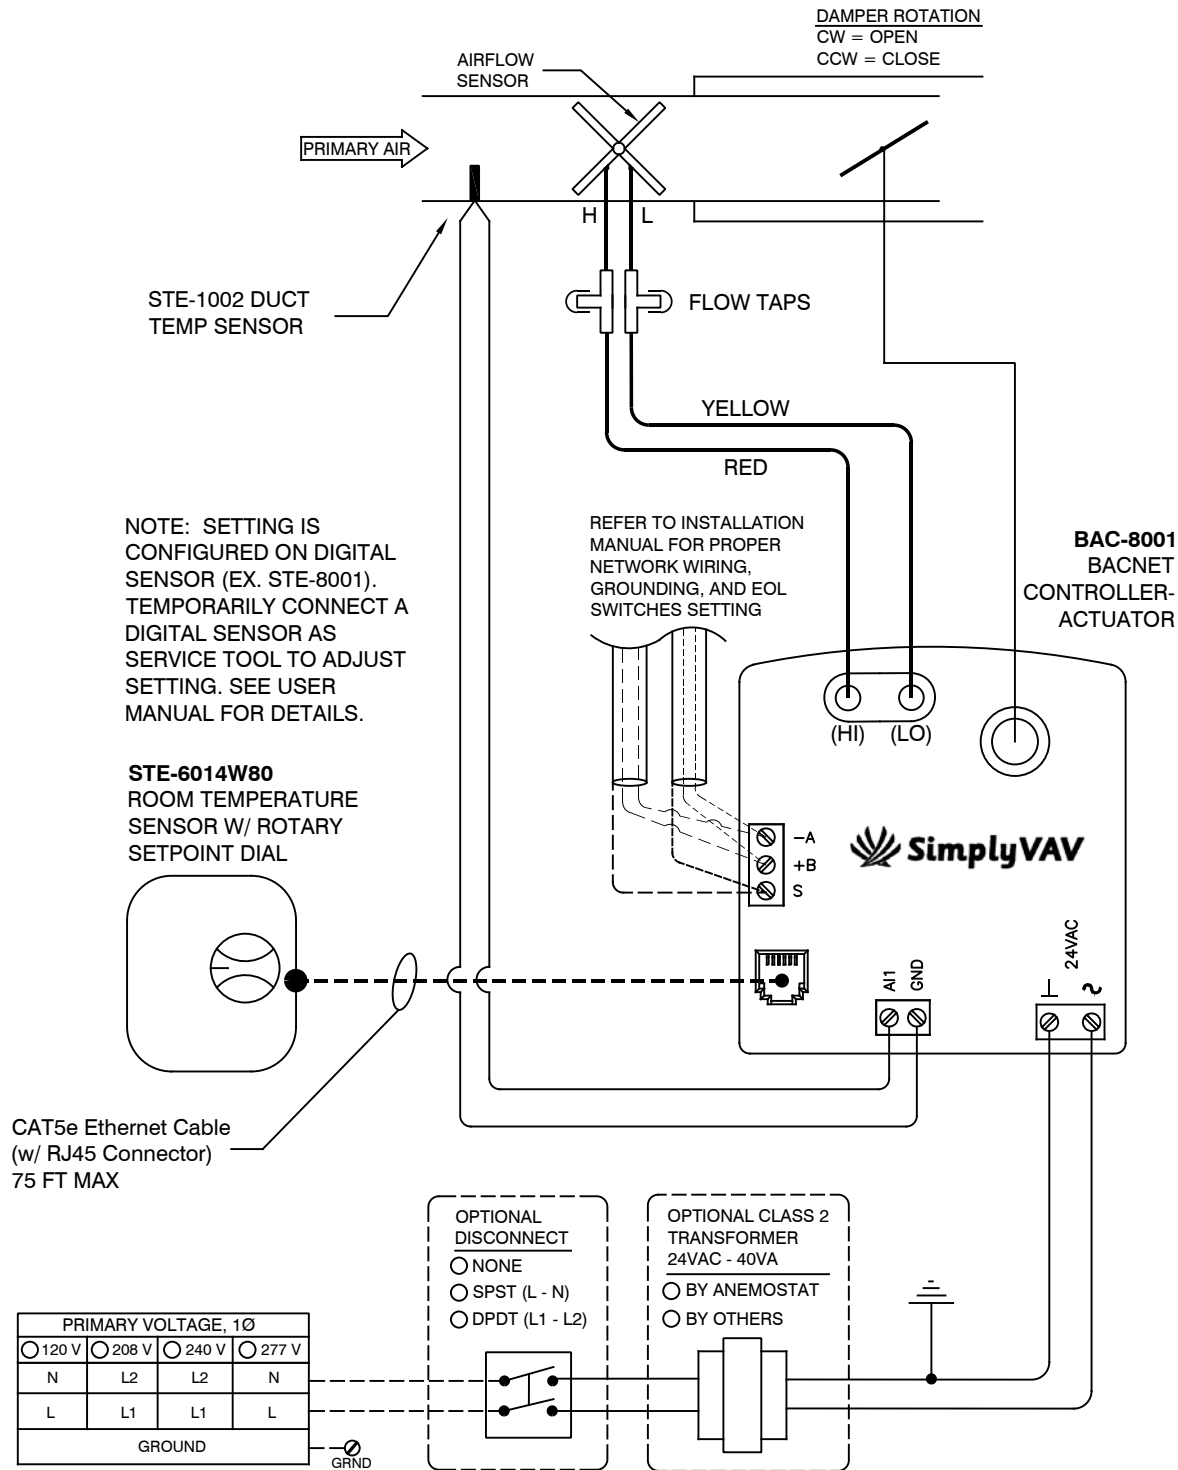 DAMPER ROTATION
CW = OPEN
CCW = CLOSE
AIRFLOW
SENSOR
PRIMARY AIR
H
L
STE-1002 DUCT
TEMP SENSOR
FLOW TAPS
YELLOW
RED
NOTE: SETTING IS
CONFIGURED ON DIGITAL
SENSOR (EX. STE-8001).
TEMPORARILY CONNECT A
DIGITAL SENSOR AS
SERVICE TOOL TO ADJUST
SETTING. SEE USER
MANUAL FOR DETAILS.
REFER TO INSTALLATION
MANUAL FOR PROPER
NETWORK WIRING,
GROUNDING, AND EOL
SWITCHES SETTING
BAC-8001
BACNET
CONTROLLER-
ACTUATOR
(HI)
(LO)
STE-6014W80
ROOM TEMPERATURE
SENSOR W/ ROTARY
SETPOINT DIAL
-A
+B
S
SimplyVAV
AI1
GND
24VAC
CAT5e Ethernet Cable
(w/ RJ45 Connector)
75 FT MAX
OPTIONAL
DISCONNECT
NONE
SPST (L - N)
DPDT (L1 - L2)
OPTIONAL CLASS 2
TRANSFORMER
24VAC - 40VA
BY ANEMOSTAT
BY OTHERS
PRIMARY VOLTAGE, 1Ø
120 V 208 V 240 V 277 V
N L2 L2 N
L L1 L1 L
GROUND
GRND